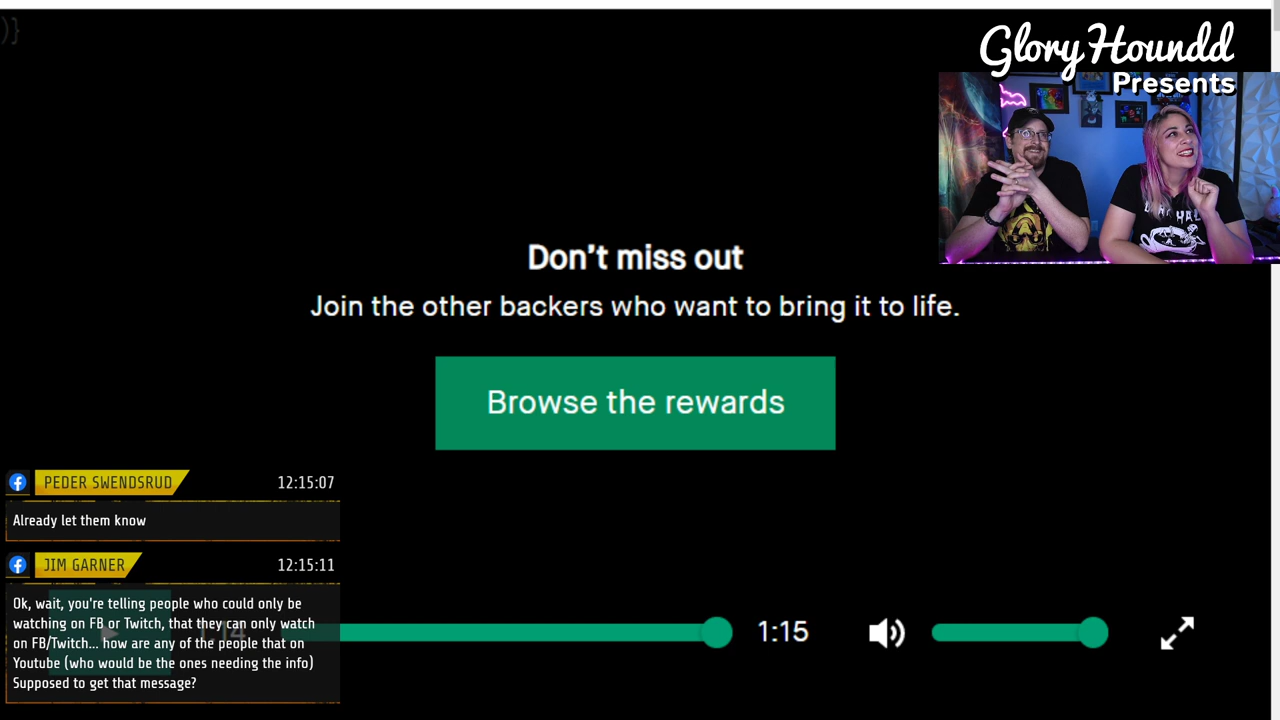 )}
GloryHoundd
Presents
Don't miss out
Join the other backers who want to bring it to life.
Browse the rewards
PEDER SWENDSRUD 12:15:07
Already let them know
JIM GARNER 12:15:11
Ok, wait, you're telling people who could only be
watching on FB or Twitch, that they can only watch
on FB/Twitch... how are any of the people that on
Youtube (who would be the ones needing the info)
Supposed to get that message?
1:14
1:15